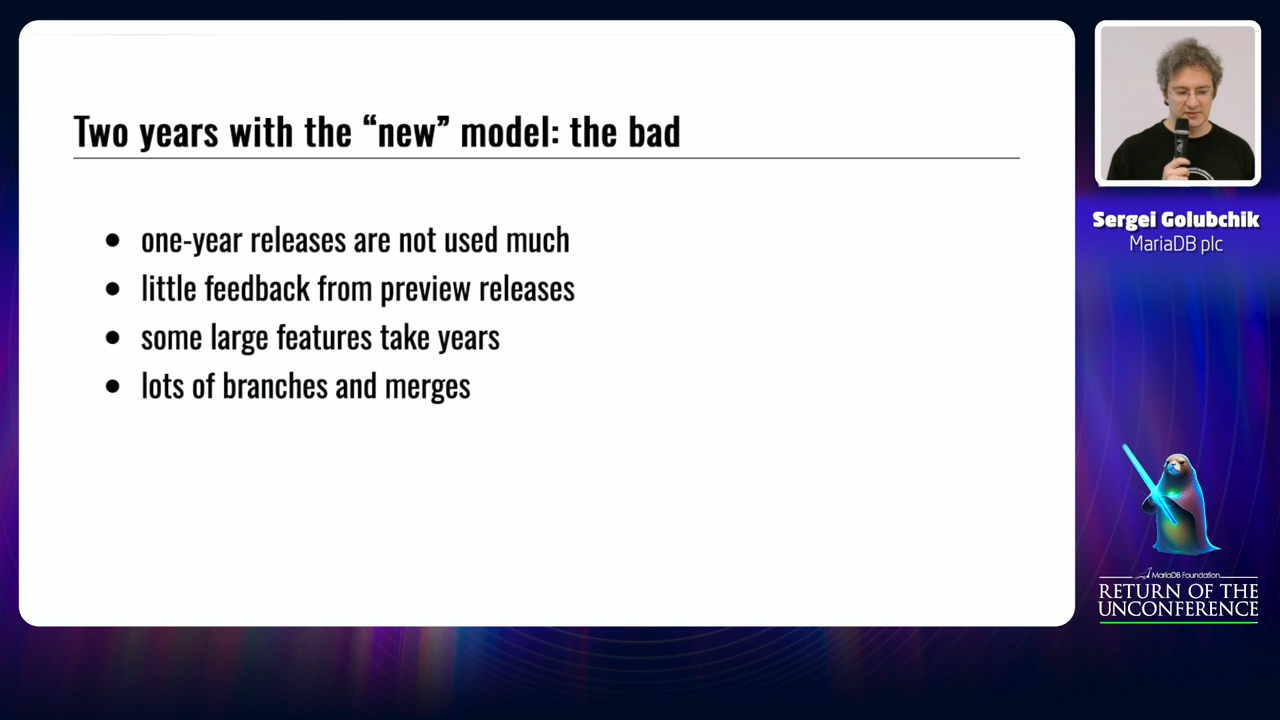 Two years with the “new” model: the bad
• one-year releases are not used much
• little feedback from preview releases
• some large features take years
• lots of branches and merges
Sergei Golubchik
MariaDB plc
MariaDB Foundation
RETURN OF THE
UNCONFERENCE